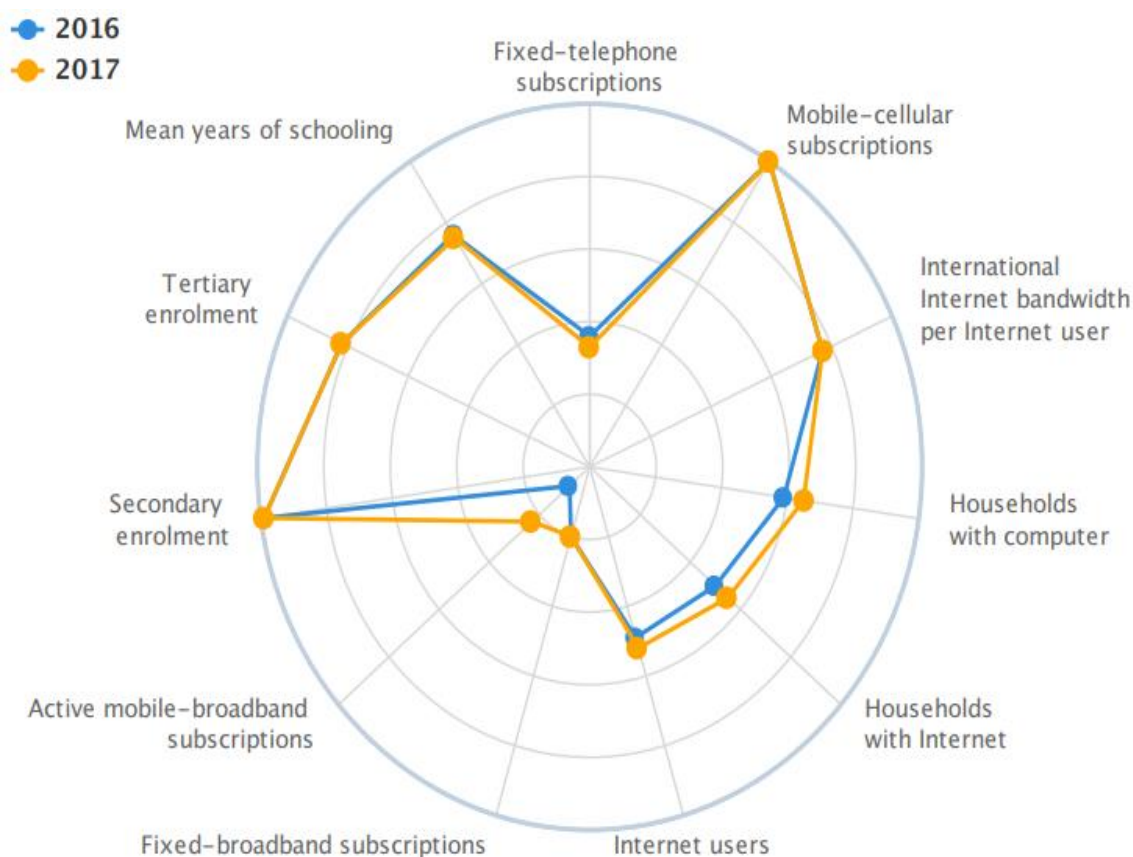 2016
2017
Fixed-telephone
subscriptions
Mobile-cellular
subscriptions
International
Internet bandwidth
per Internet user
Households
with computer
Households
with Internet
Internet users
Fixed-broadband subscriptions
Active mobile-broadband
subscriptions
Secondary
enrolment
Tertiary
enrolment
Mean years of schooling